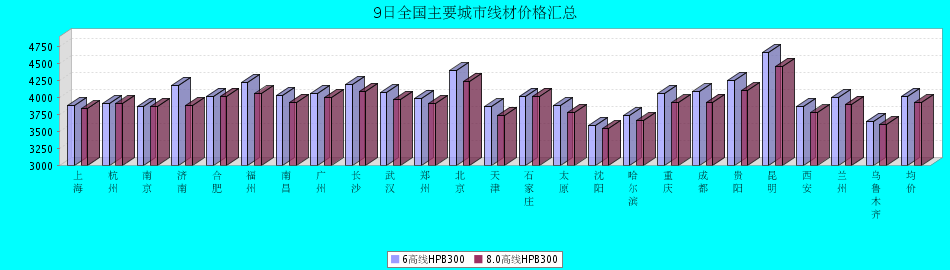 9日全国主要城市线材价格汇总
4750
4500
4250
4000
3750
3500
3250
3000
上海 杭州 南京 济南 合肥 福州 南昌 广州 长沙 武汉 郑州 北京 天津 石家庄 太原 沈阳 哈尔滨 重庆 成都 贵阳 昆明 西安 兰州 乌鲁木齐 均价
6高线HPB300 8.0高线HPB300